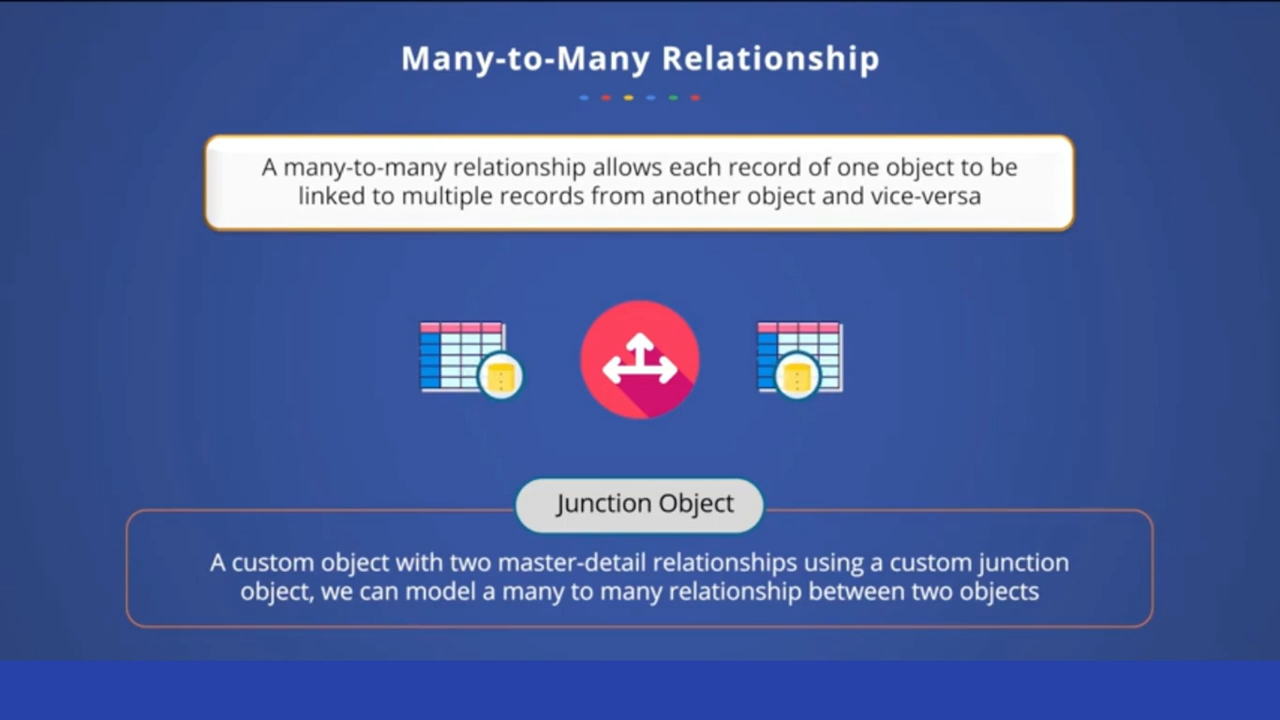 Many-to-Many Relationship
A many-to-many relationship allows each record of one object to be
linked to multiple records from another object and vice-versa
Junction Object
A custom object with two master-detail relationships using a custom junction
object, we can model a many to many relationship between two objects